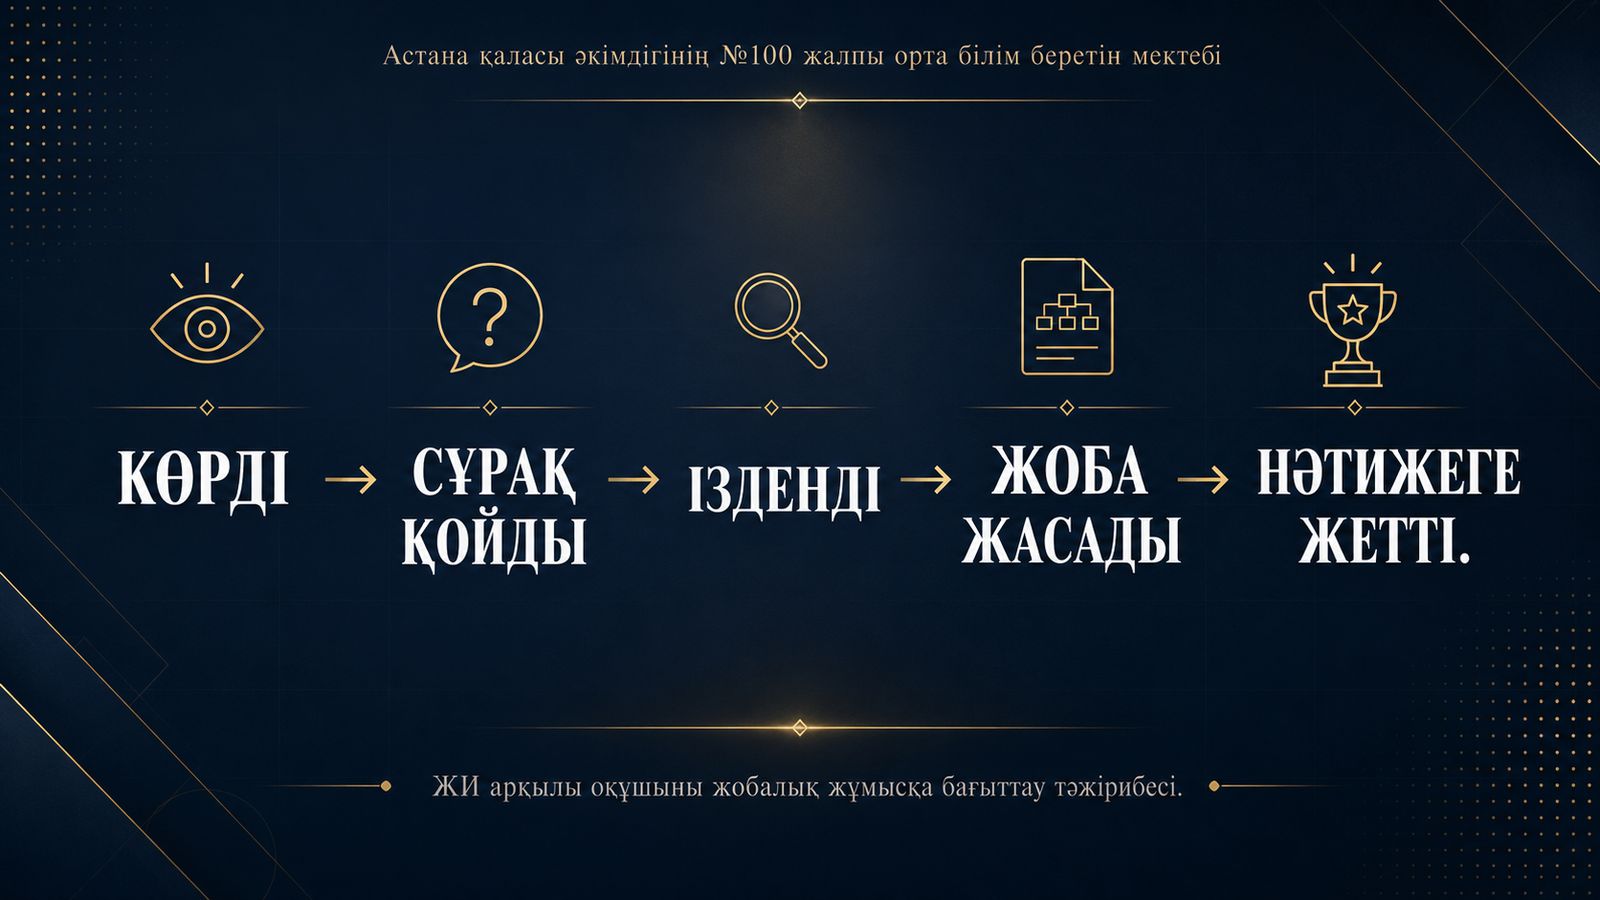 Астана қаласы әкімдігінің №100 жалпы орта білім беретін мектебі
КӨРДІ → СҰРАҚ ҚОЙДЫ → ІЗДЕНДІ → ЖОБА ЖАСАДЫ → НӘТИЖЕГЕ ЖЕТТІ.
ЖИ арқылы оқұшыны жобалық жұмысқа бағыттау тәжірибесі.